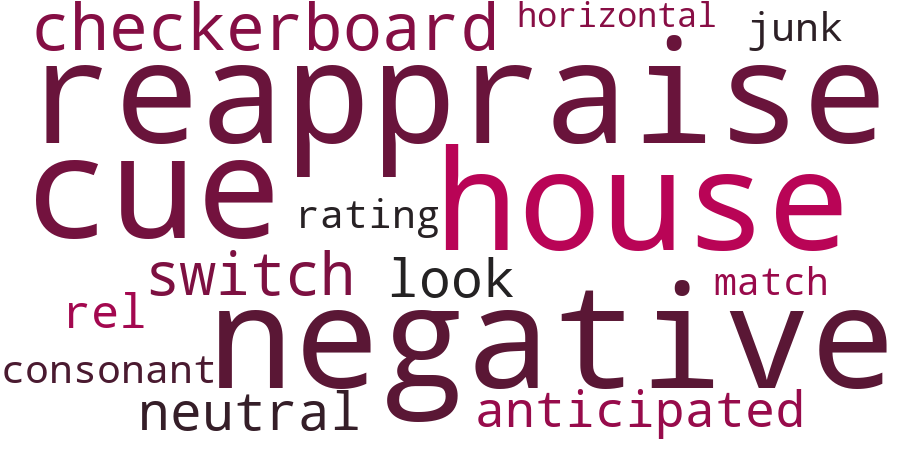 checkerboard horizontal junk
reappraise
cue house
rating
switch look match
rel negative
consonant
neutral anticipated